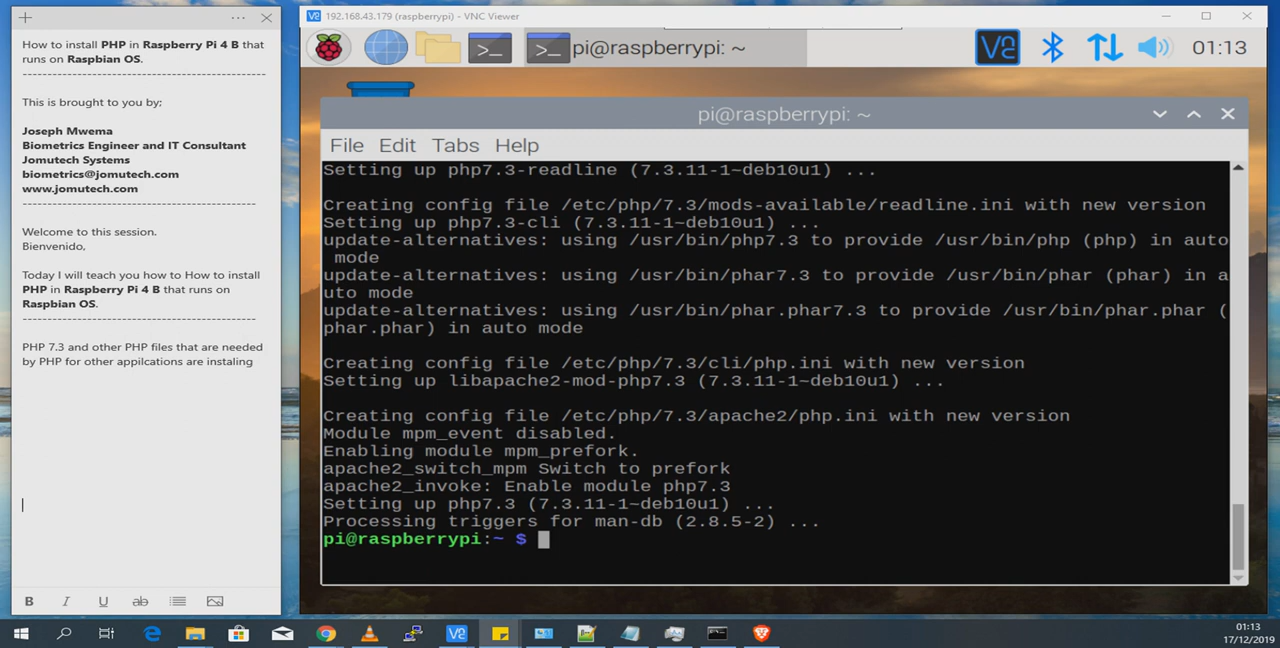 How to install PHP in Raspberry Pi 4 B that
runs on Raspbian OS.
------------------------------------------------------
This is brought to you by;
Joseph Mwema
Biometrics Engineer and IT Consultant
Jomutech Systems
biometrics@jomutech.com
www.jomutech.com
----------------------------------------------------
Welcome to this session.
Bienvenido,
Today I will teach you how to How to install
PHP in Raspberry Pi 4 B that runs on
Raspbian OS.
----------------------------------------------------
PHP 7.3 and other PHP files that are needed
by PHP for other appilcations are instaling
B I U ab
192.168.43.179 (raspberrypi) - VNC Viewer
pi@raspberrypi: ~
01:13
pi@raspberrypi: ~
File Edit Tabs Help
Setting up php7.3-readline (7.3.11-1~deb10u1) ...
Creating config file /etc/php/7.3/mods-available/readline.ini with new version
Setting up php7.3-cli (7.3.11-1~deb10u1) ...
update-alternatives: using /usr/bin/php7.3 to provide /usr/bin/php (php) in auto
mode
update-alternatives: using /usr/bin/phar7.3 to provide /usr/bin/phar (phar) in a
uto mode
update-alternatives: using /usr/bin/phar.phar7.3 to provide /usr/bin/phar.phar (
phar.phar) in auto mode
Creating config file /etc/php/7.3/cli/php.ini with new version
Setting up libapache2-mod-php7.3 (7.3.11-1~deb10u1) ...
Creating config file /etc/php/7.3/apache2/php.ini with new version
Module mpm_event disabled.
Enabling module mpm_prefork.
apache2_switch_mpm Switch to prefork
apache2_invoke: Enable module php7.3
Setting up php7.3 (7.3.11-1~deb10u1) ...
Processing triggers for man-db (2.8.5-2) ...
pi@raspberrypi:~ $
01:13
17/12/2019